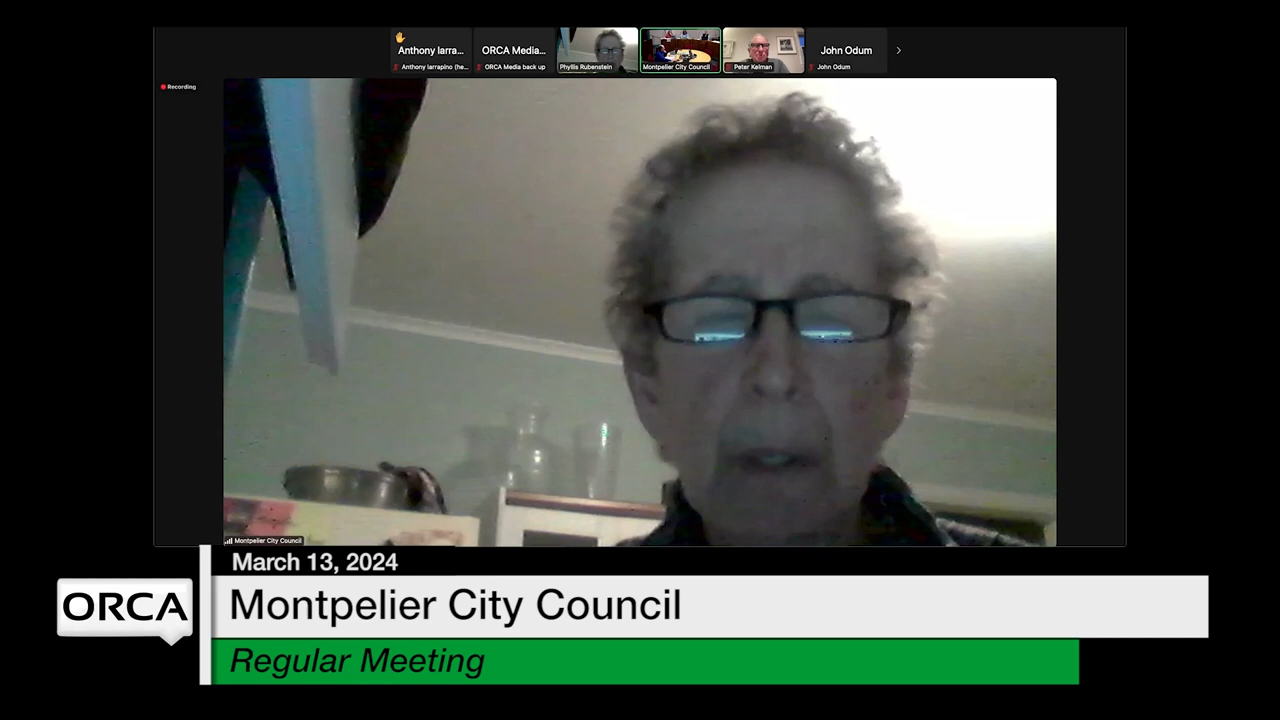 Anthony Iarra...
ORCA Media...
John Odum
Anthony Iarrapino (he...
ORCA Media back up
Phyllis Rubenstein
Montpelier City Council
Peter Kelman
John Odum
Recording
Montpelier City Council
March 13, 2024
ORCA
Montpelier City Council
Regular Meeting